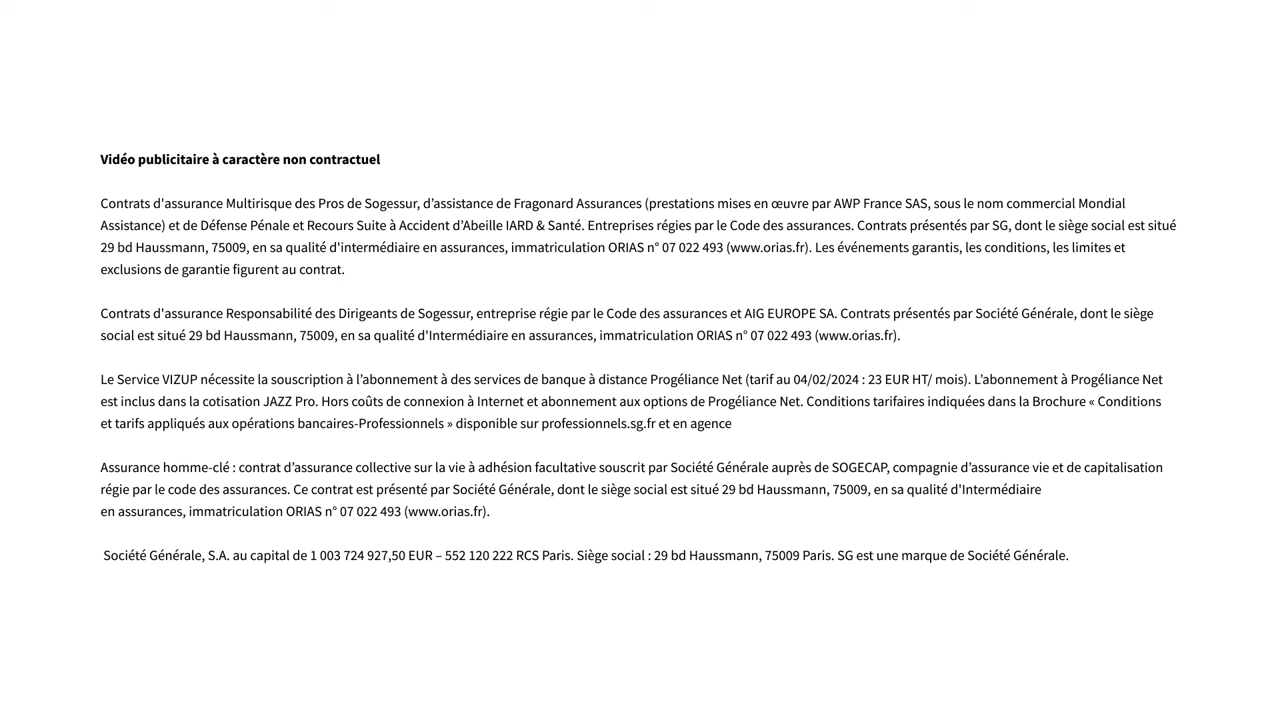 Vidéo publicitaire à caractère non contractuel
Contrats d'assurance Multirisque des Pros de Sogessur, d’assistance de Fragonard Assurances (prestations mises en œuvre par AWP France SAS, sous le nom commercial Mondial
Assistance) et de Défense Pénale et Recours Suite à Accident d’Abeille IARD & Santé. Entreprises régies par le Code des assurances. Contrats présentés par SG, dont le siège social est situé
29 bd Haussmann, 75009, en sa qualité d'intermédiaire en assurances, immatriculation ORIAS n° 07 022 493 (www.orias.fr). Les événements garantis, les conditions, les limites et
exclusions de garantie figurent au contrat.
Contrats d'assurance Responsabilité des Dirigeants de Sogessur, entreprise régie par le Code des assurances et AIG EUROPE SA. Contrats présentés par Société Générale, dont le siège
social est situé 29 bd Haussmann, 75009, en sa qualité d'Intermédiaire en assurances, immatriculation ORIAS n° 07 022 493 (www.orias.fr).
Le Service VIZUP nécessite la souscription à l’abonnement à des services de banque à distance Progéliance Net (tarif au 04/02/2024 : 23 EUR HT/ mois). L’abonnement à Progéliance Net
est inclus dans la cotisation JAZZ Pro. Hors coûts de connexion à Internet et abonnement aux options de Progéliance Net. Conditions tarifaires indiquées dans la Brochure « Conditions
et tarifs appliqués aux opérations bancaires-Professionnels » disponible sur professionnels.sg.fr et en agence
Assurance homme-clé : contrat d’assurance collective sur la vie à adhésion facultative souscrit par Société Générale auprès de SOGECAP, compagnie d’assurance vie et de capitalisation
régie par le code des assurances. Ce contrat est présenté par Société Générale, dont le siège social est situé 29 bd Haussmann, 75009, en sa qualité d'Intermédiaire
en assurances, immatriculation ORIAS n° 07 022 493 (www.orias.fr).
Société Générale, S.A. au capital de 1 003 724 927,50 EUR – 552 120 222 RCS Paris. Siège social : 29 bd Haussmann, 75009 Paris. SG est une marque de Société Générale.